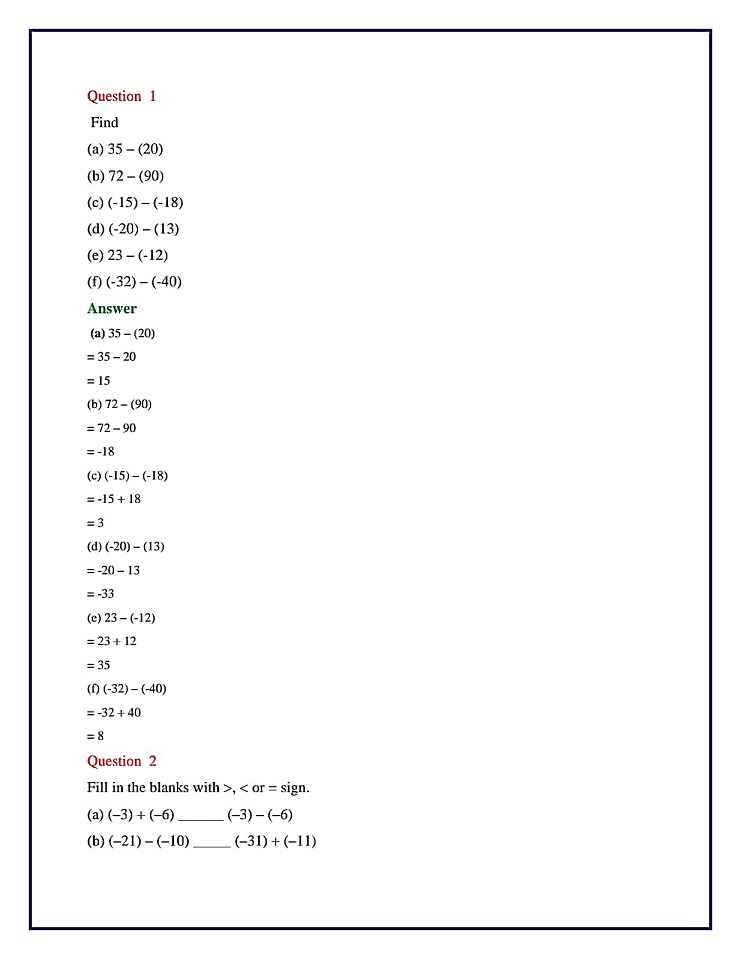 Question 1
Find
(a) 35 – (20)
(b) 72 – (90)
(c) (-15) – (-18)
(d) (-20) – (13)
(e) 23 – (-12)
(f) (-32) – (-40)
Answer
(a) 35 – (20)
= 35 – 20
= 15
(b) 72 – (90)
= 72 – 90
= -18
(c) (-15) – (-18)
= -15 + 18
= 3
(d) (-20) – (13)
= -20 – 13
= -33
(e) 23 – (-12)
= 23 + 12
= 35
(f) (-32) – (-40)
= -32 + 40
= 8
Question 2
Fill in the blanks with >, < or = sign.
(a) (–3) + (–6) ______ (–3) – (–6)
(b) (–21) – (–10) _____ (–31) + (–11)